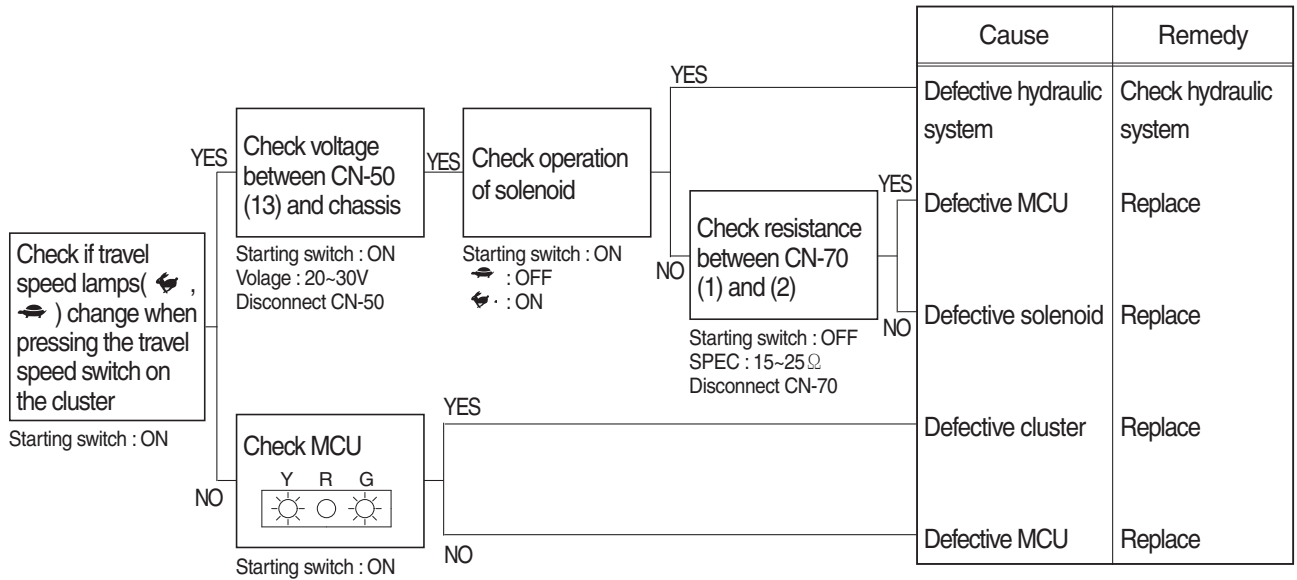 Check if travel
speed lamps( ,
) change when
pressing the travel
speed switch on
the cluster
Starting switch : ON
YES
NO
Check voltage
between CN-50
(13) and chassis
Starting switch : ON
Volage : 20~30V
Disconnect CN-50
YES
Check operation
of solenoid
Starting switch : ON
: OFF
: ON
YES
NO
Check resistance
between CN-70
(1) and (2)
Starting switch : OFF
SPEC : 15~25Ω
Disconnect CN-70
YES
NO
Check MCU
Y R G
Starting switch : ON
YES
NO
Cause Remedy
Defective hydraulic Check hydraulic
system system
Defective MCU Replace
Defective solenoid Replace
Defective cluster Replace
Defective MCU Replace